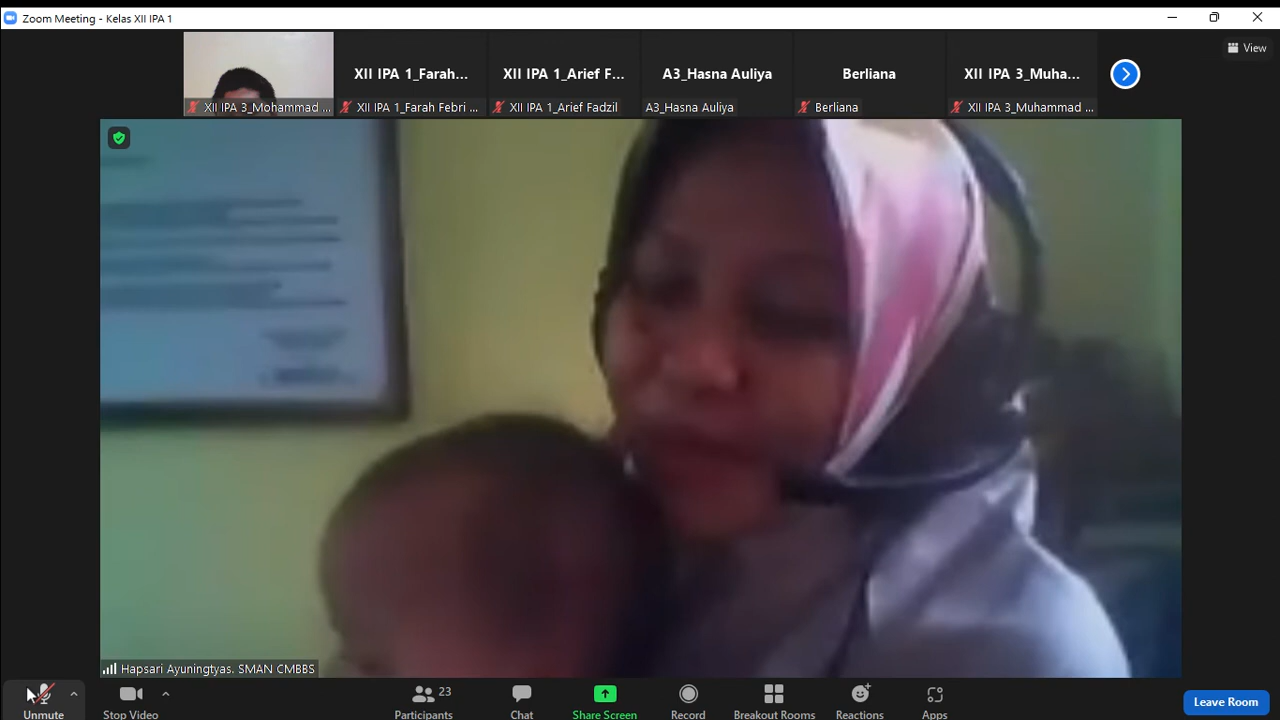 Zoom Meeting - Kelas XII IPA 1
View
XII IPA 1_Farah...
XII IPA 1_Arief F...
A3_Hasna Auliya
Berliana
XII IPA 3_Muha...
XII IPA 3_Mohammad ...
XII IPA 1_Farah Febri ...
XII IPA 1_Arief Fadzil
A3_Hasna Auliya
Berliana
XII IPA 3_Muhammad ...
Hapsari Ayuningtyas. SMAN CMBBS
Unmute
Stop Video
23
Participants
Chat
Share Screen
Record
Breakout Rooms
Reactions
Apps
Leave Room